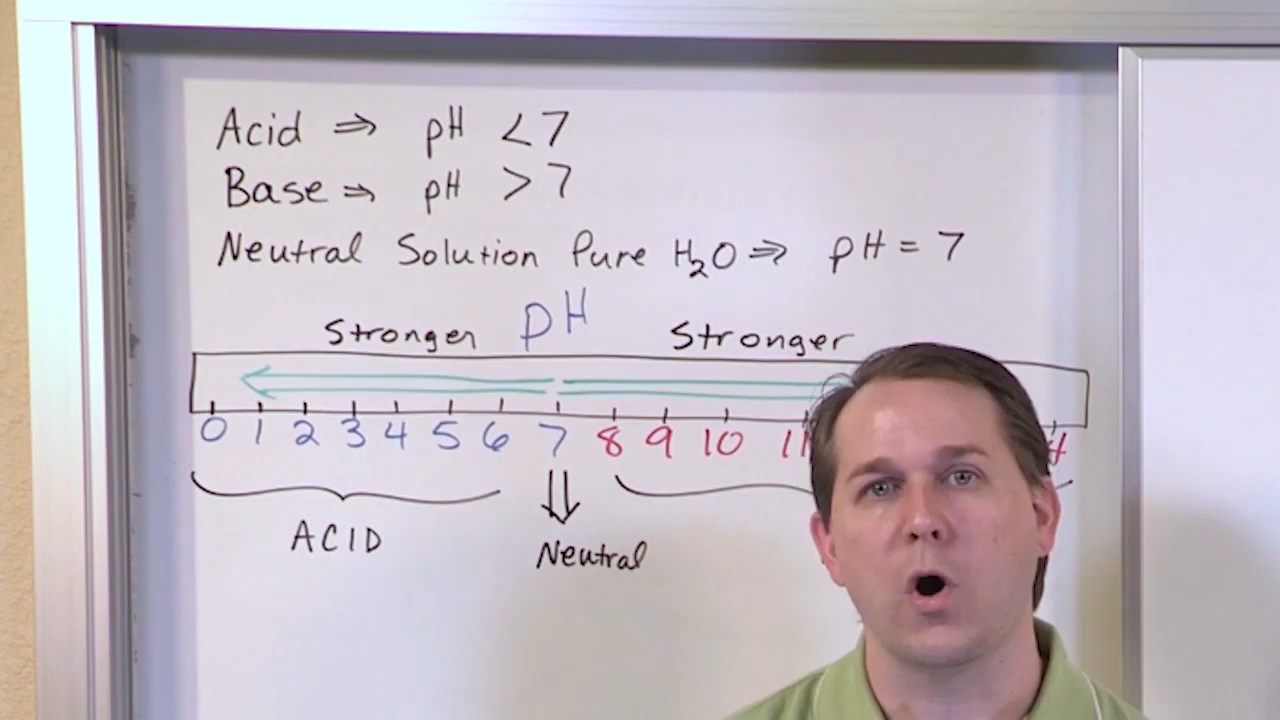 Acid ⇒ pH < 7
Base ⇒ pH > 7
Neutral Solution Pure H₂O ⇒ pH = 7
pH
Stronger Stronger
0 1 2 3 4 5 6 7 8 9 10 11
ACID
Neutral